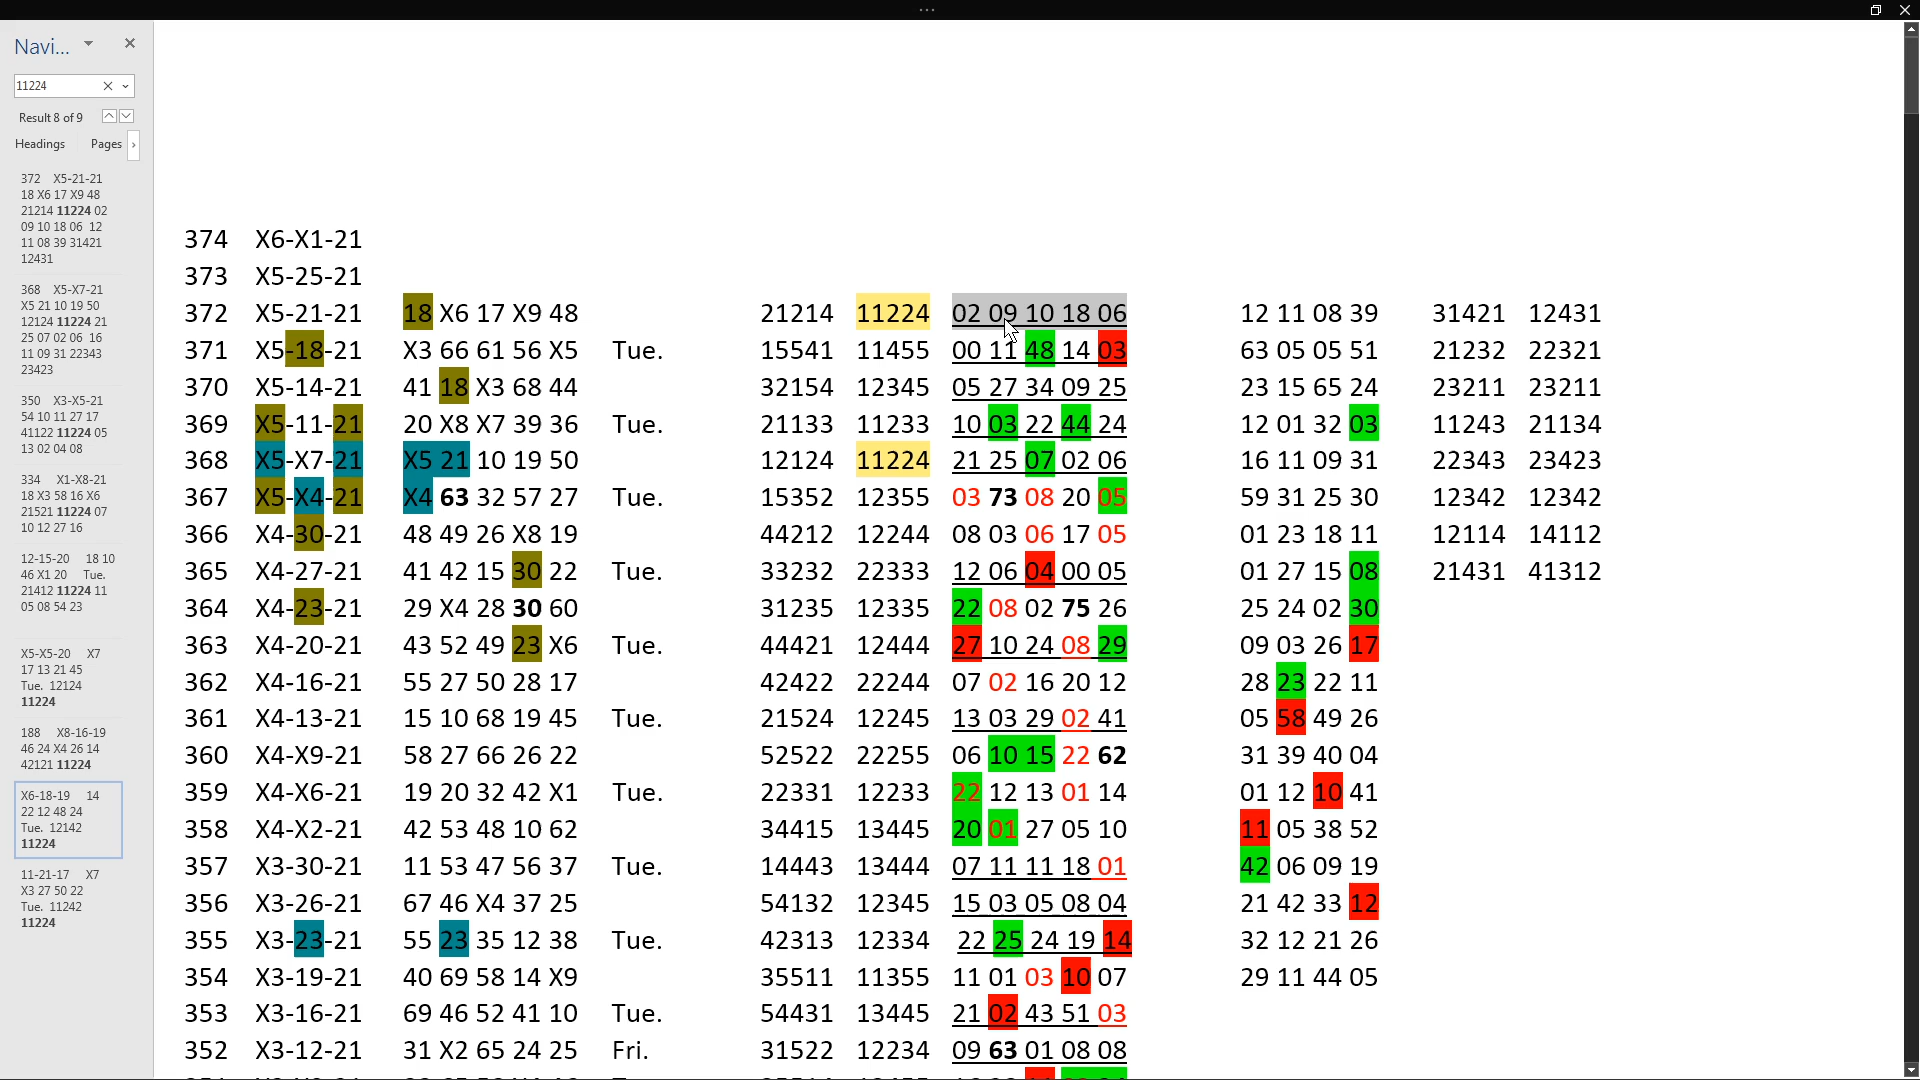 Navi...
11224
Result 8 of 9
Headings Pages
372 X5-21-21
18 X6 17 X9 48
21214 11224 02
09 10 18 06 12
11 08 39 31421
12431
368 X5-X7-21
X5 21 10 19 50
12124 11224 21
25 07 02 06 16
11 09 31 22343
23423
350 X3-X5-21
54 10 11 27 17
41122 11224 05
13 02 04 08
334 X1-X8-21
18 X3 58 16 X6
21521 11224 07
10 12 27 16
12-15-20 18 10
46 X1 20 Tue.
21412 11224 11
05 08 54 23
X5-X5-20 X7
17 13 21 45
Tue. 12124
11224
188 X8-16-19
46 24 X4 26 14
42121 11224
X6-18-19 14
22 12 48 24
Tue. 12142
11224
11-21-17 X7
X3 27 50 22
Tue. 11242
11224
374 X6-X1-21
373 X5-25-21
372 X5-21-21 18 X6 17 X9 48 21214 11224 02 09 10 18 06 12 11 08 39 31421 12431
371 X5-18-21 X3 66 61 56 X5 Tue. 15541 11455 00 11 48 14 03 63 05 05 51 21232 22321
370 X5-14-21 41 18 X3 68 44 32154 12345 05 27 34 09 25 23 15 65 24 23211 23211
369 X5-11-21 20 X8 X7 39 36 Tue. 21133 11233 10 03 22 44 24 12 01 32 03 11243 21134
368 X5-X7-21 X5 21 10 19 50 12124 11224 21 25 07 02 06 16 11 09 31 22343 23423
367 X5-X4-21 X4 63 32 57 27 Tue. 15352 12355 03 73 08 20 05 59 31 25 30 12342 12342
366 X4-30-21 48 49 26 X8 19 44212 12244 08 03 06 17 05 01 23 18 11 12114 14112
365 X4-27-21 41 42 15 30 22 Tue. 33232 22333 12 06 04 00 05 01 27 15 08 21431 41312
364 X4-23-21 29 X4 28 30 60 31235 12335 22 08 02 75 26 25 24 02 30
363 X4-20-21 43 52 49 23 X6 Tue. 44421 12444 27 10 24 08 29 09 03 26 17
362 X4-16-21 55 27 50 28 17 42422 22244 07 02 16 20 12 28 23 22 11
361 X4-13-21 15 10 68 19 45 Tue. 21524 12245 13 03 29 02 41 05 58 49 26
360 X4-X9-21 58 27 66 26 22 52522 22255 06 10 15 22 62 31 39 40 04
359 X4-X6-21 19 20 32 42 X1 Tue. 22331 12233 22 12 13 01 14 01 12 10 41
358 X4-X2-21 42 53 48 10 62 34415 13445 20 01 27 05 10 11 05 38 52
357 X3-30-21 11 53 47 56 37 Tue. 14443 13444 07 11 11 18 01 42 06 09 19
356 X3-26-21 67 46 X4 37 25 54132 12345 15 03 05 08 04 21 42 33 12
355 X3-23-21 55 23 35 12 38 Tue. 42313 12334 22 25 24 19 14 32 12 21 26
354 X3-19-21 40 69 58 14 X9 35511 11355 11 01 03 10 07 29 11 44 05
353 X3-16-21 69 46 52 41 10 Tue. 54431 13445 21 02 43 51 03
352 X3-12-21 31 X2 65 24 25 Fri. 31522 12234 09 63 01 08 08